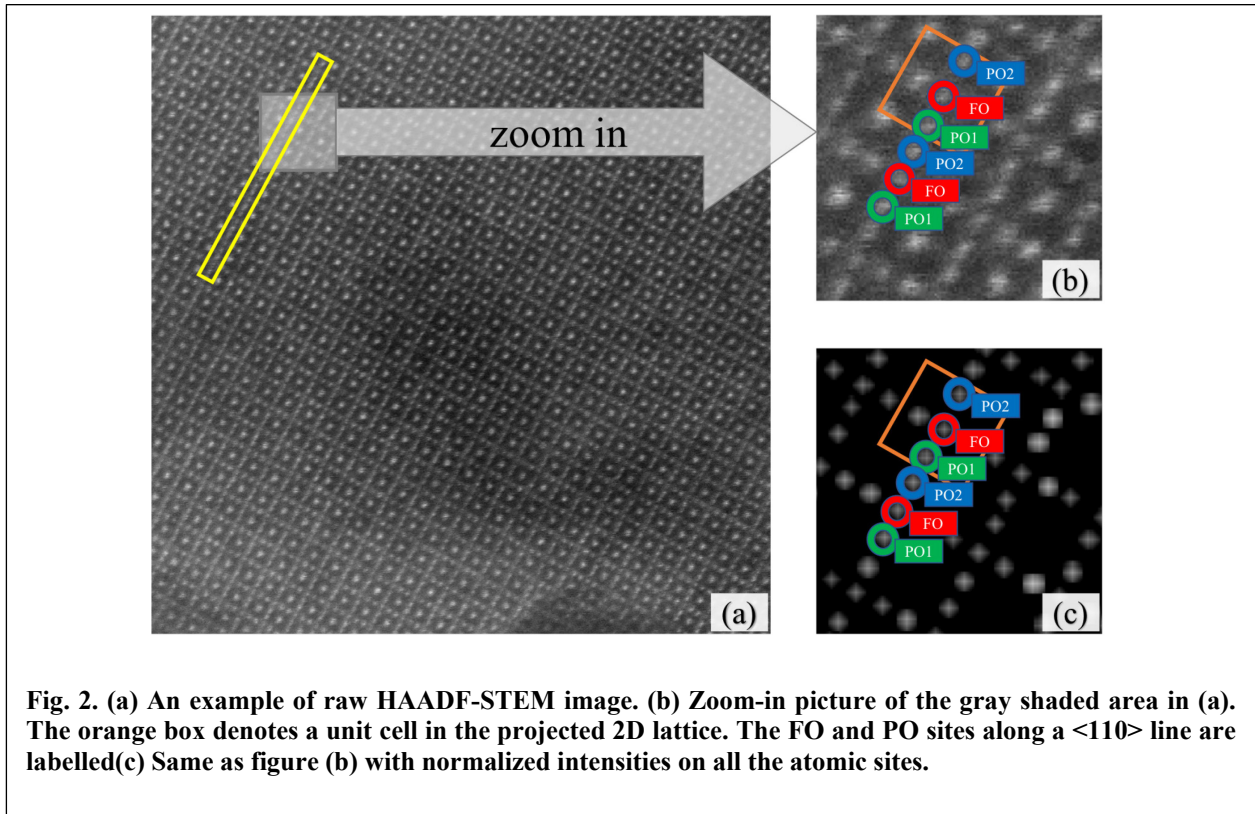 zoom in
(a)
PO2
FO
PO1
PO2
FO
PO1
(b)
PO2
FO
PO1
PO2
FO
PO1
(c)
Fig. 2. (a) An example of raw HAADF-STEM image. (b) Zoom-in picture of the gray shaded area in (a).
The orange box denotes a unit cell in the projected 2D lattice. The FO and PO sites along a <110> line are
labelled(c) Same as figure (b) with normalized intensities on all the atomic sites.